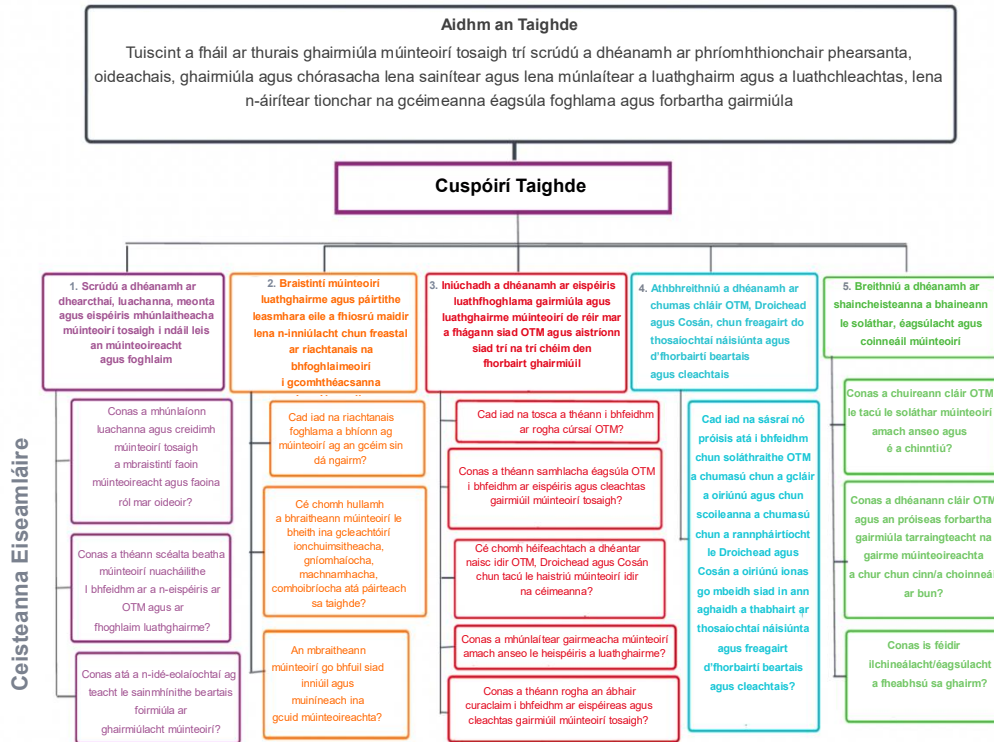 Aidhm an Taighde
Tuiscint a fháil ar thurais ghairmiúla múinteoirí tosaigh trí scrúdú a dhéanamh ar phríomhthionchair phearsanta,
oideachais, ghairmiúla agus chórasacha lena sainítear agus lena múnlaítear a luathghairm agus a luathchleachtas, lena
n-áirítear tionchar na gcéimeanna éagsúla foghlama agus forbartha gairmiúla
Cuspóirí Taighde
1. Scrúdú a dhéanamh ar
dhearcthaí, luachanna, meonta
agus eispéiris mhúnlaitheacha
múinteoirí tosaigh i ndáil leis
an múinteoireacht
agus foghlaim
Conas a mhúnlaíonn
luachanna agus creidimh
múinteoirí tosaigh
a mbraistintí faoin
múinteoireacht agus faoina
ról mar oideoir?
Conas a théann scéalta beatha
múinteoirí nuacháilithe
I bhfeidhm ar a n-eispéiris ar
OTM agus ar
fhoghlaim luathghairme?
Conas atá a n-idé-eolaíochtaí ag
teacht le sainmhínithe beartais
foirmiúla ar
ghairmiúlacht múinteoirí?
2. Braistintí múinteoirí
luathghairme agus páirtithe
leasmhara eile a fhiosrú maidir
lena n-inniúlacht chun freastal
ar riachtanais na
bhfoghlaimeoirí
i gcomhthéacsanna
Cad iad na riachtanais
foghlama a bhíonn ag
múinteoirí ag an gcéim sin
dá ngairm?
Cé chomh hullamh
a bhraitheann múinteoirí le
bheith ina gcleachtóirí
ionchuimsitheacha,
gníomhaíocha,
machnamhacha,
comhoibríocha atá páirteach
sa taighde?
An mbraitheann
múinteoirí go bhfuil siad
inniúil agus
muiníneach ina
gcuid múinteoireachta?
3. Iniúchadh a dhéanamh ar eispéiris
luathfhoghlama gairmiúla agus
luathghairme múinteoirí de réir mar
a fhágann siad OTM agus aistríonn
siad trí na trí chéim den
fhorbairt ghairmiúil
Cad iad na tosca a théann i bhfeidhm
ar rogha cúrsaí OTM?
Conas a théann samhlacha éagsúla OTM
i bhfeidhm ar eispéiris agus cleachtas
gairmiúil múinteoirí tosaigh?
Cé chomh héifeachtach a dhéantar
naisc idir OTM, Droichead agus Cosán
chun tacú le haistriú múinteoirí idir
na céimeanna?
Conas a mhúnlaítear gairmeacha múinteoirí
amach anseo le heispéiris a luathghairme?
Conas a théann rogha an ábhair
curaclaim i bhfeidhm ar eispéireas agus
cleachtas gairmiúil múinteoirí tosaigh?
4. Athbhreithniú a dhéanamh ar
chumas chláir OTM, Droichead
agus Cosán, chun freagairt do
thosaíochtaí náisiúnta agus
d'fhorbairtí beartais
agus cleachtais
Cad iad na sásraí nó
próisis atá i bhfeidhm
chun soláthraithe OTM
a chumasú chun a gcláir
a oiriúnú agus chun
scoileanna a chumasú
chun a rannpháirtíocht
le Droichead agus
Cosán a oiriúnú ionas
go mbeidh siad in ann
aghaidh a thabhairt ar
thosaíochtaí náisiúnta
agus freagairt
d'fhorbairtí beartais
agus cleachtais?
5. Breithniú a dhéanamh ar
shaincheisteanna a bhaineann
le soláthar, éagsúlacht agus
coinneáil múinteoirí
Conas a chuireann cláir OTM
le tacú le soláthar múinteoirí
amach anseo agus
é a chinntiú?
Conas a dhéanann cláir OTM
agus an próiseas forbartha
gairmiúla tarraingteacht na
gairme múinteoireachta
a chur chun cinn/a choinneáil
ar bun?
Conas is féidir
ilchineálacht/éagsúlacht
a fheabhsú sa ghairm?
Ceisteanna Eiseamláire